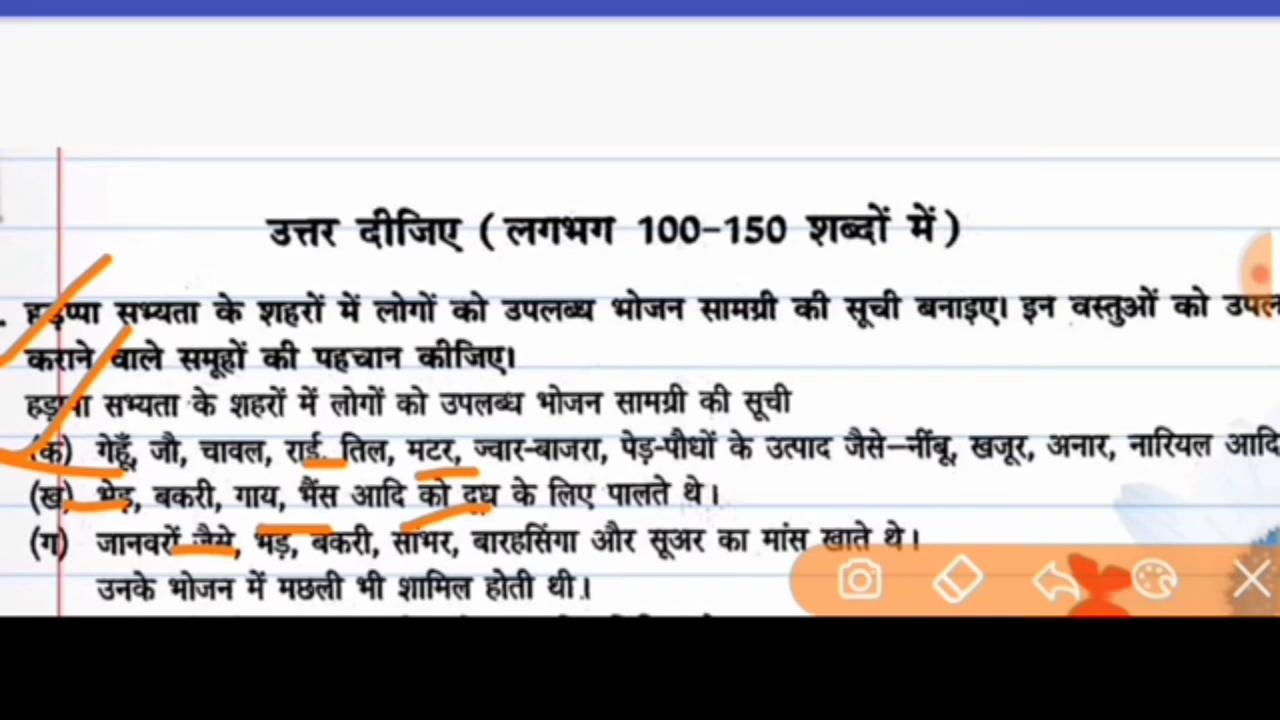 उत्तर दीजिए ( लगभग 100-150 शब्दों में )
हड़प्पा सभ्यता के शहरों में लोगों को उपलब्ध भोजन सामग्री की सूची बनाइए। इन वस्तुओं को
कराने वाले समूहों की पहचान कीजिए।
हड़प्पा सभ्यता के शहरों में लोगों को उपलब्ध भोजन सामग्री की सूची
(क) गेहूँ, जौ, चावल, राई, तिल, मटर, ज्वार-बाजरा, पेड़-पौधों के उत्पाद जैसे—नींबू, खजूर, अनार, नारियल आदि
(ख) भेड़, बकरी, गाय, भैंस आदि को दूध के लिए पालते थे।
(ग) जानवरों जैसे, भेड़, बकरी, सांभर, बारहसिंगा और सूअर का मांस खाते थे।
उनके भोजन में मछली भी शामिल होती थी।